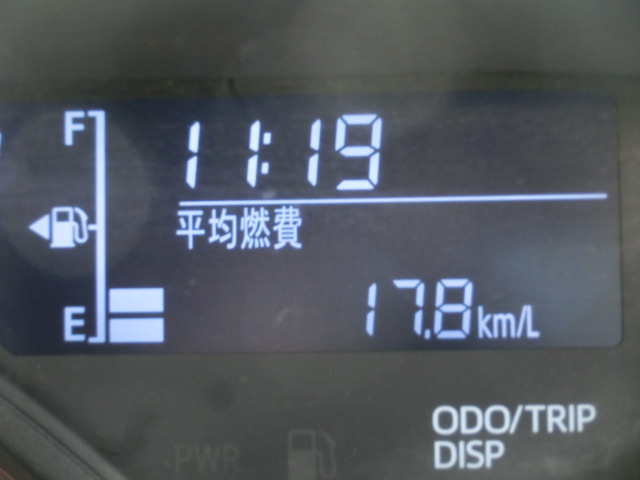 F
11:19
平均燃費
E
17.8km/L
ODO/TRIP
DISP
PWR